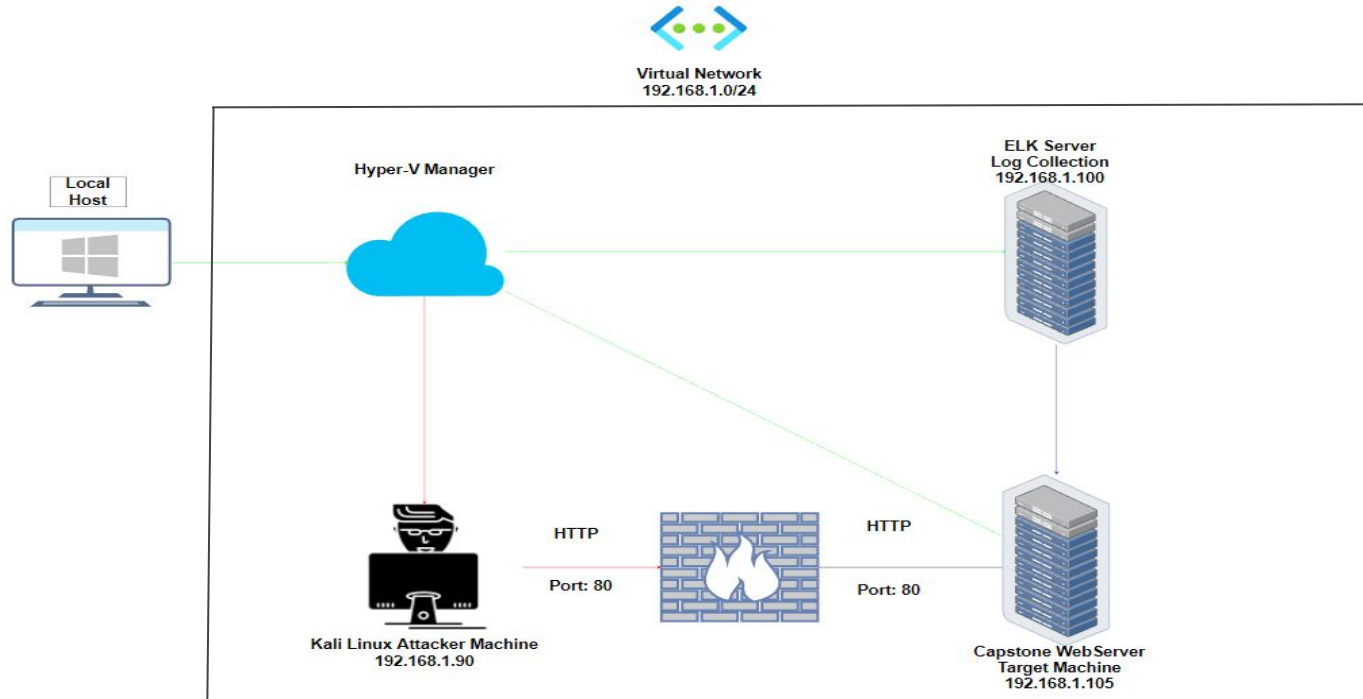 Virtual Network
192.168.1.0/24
Local
Host
Hyper-V Manager
ELK Server
Log Collection
192.168.1.100
HTTP
Port: 80
HTTP
Port: 80
Kali Linux Attacker Machine
192.168.1.90
Capstone WebServer
Target Machine
192.168.1.105